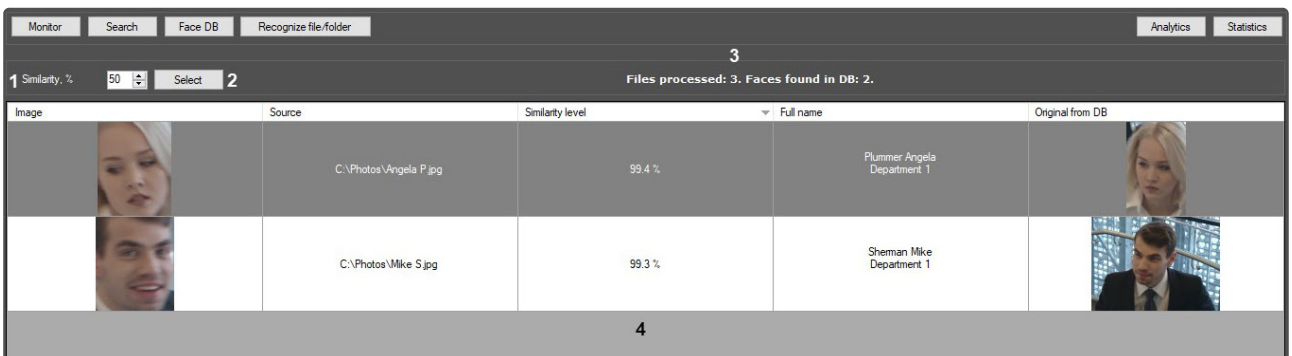 Monitor Search Face DB Recognize file/folder Analytics Statistics
3
1 Similarity, % 50 Select 2 Files processed: 3. Faces found in DB: 2.
Image Source Similarity level Full name Original from DB
C:\Photos\Angela P.jpg 99.4 % Plummer Angela
Department 1
C:\Photos\Mike S.jpg 99.3 % Sherman Mike
Department 1
4